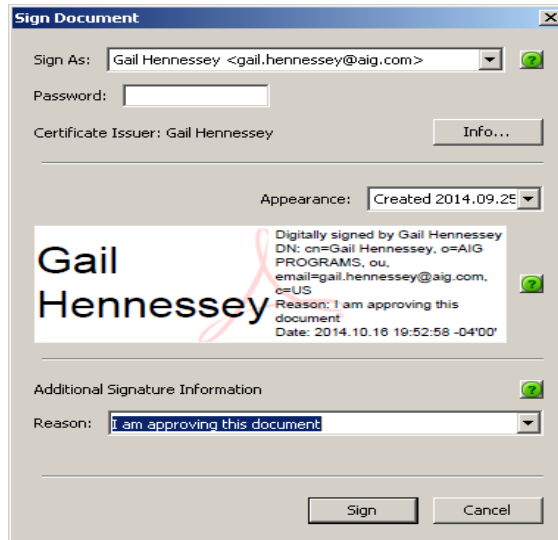 Sign Document
Sign As: Gail Hennessey <gail.hennessey@aig.com>
Password:
Certificate Issuer: Gail Hennessey Info...
Appearance: Created 2014.09.25
Gail
Hennessey
Digitally signed by Gail Hennessey
DN: cn=Gail Hennessey, o=AIG
PROGRAMS, ou,
email=gail.hennessey@aig.com,
c=US
Reason: I am approving this
document
Date: 2014.10.16 19:52:58 -04'00'
Additional Signature Information
Reason: I am approving this document
Sign Cancel